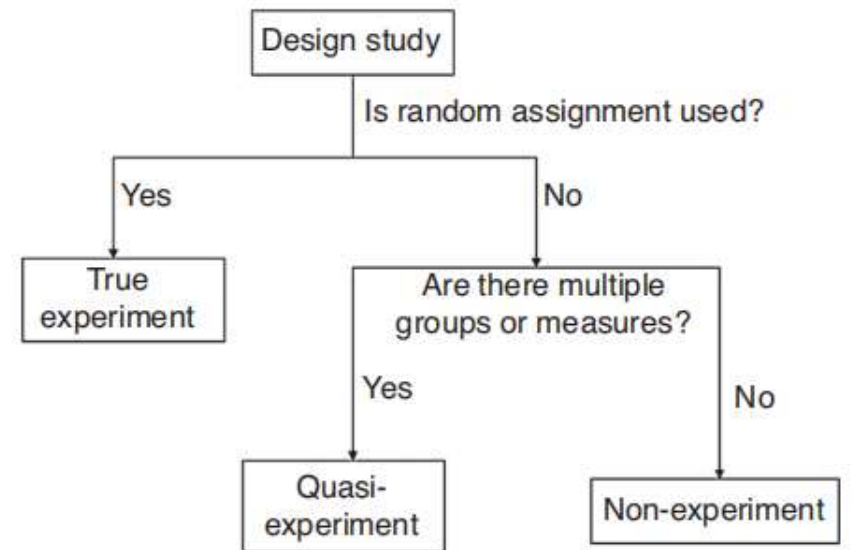 Design study
Is random assignment used?
Yes
No
True
experiment
Are there multiple
groups or measures?
Yes
No
Quasi-
experiment
Non-experiment